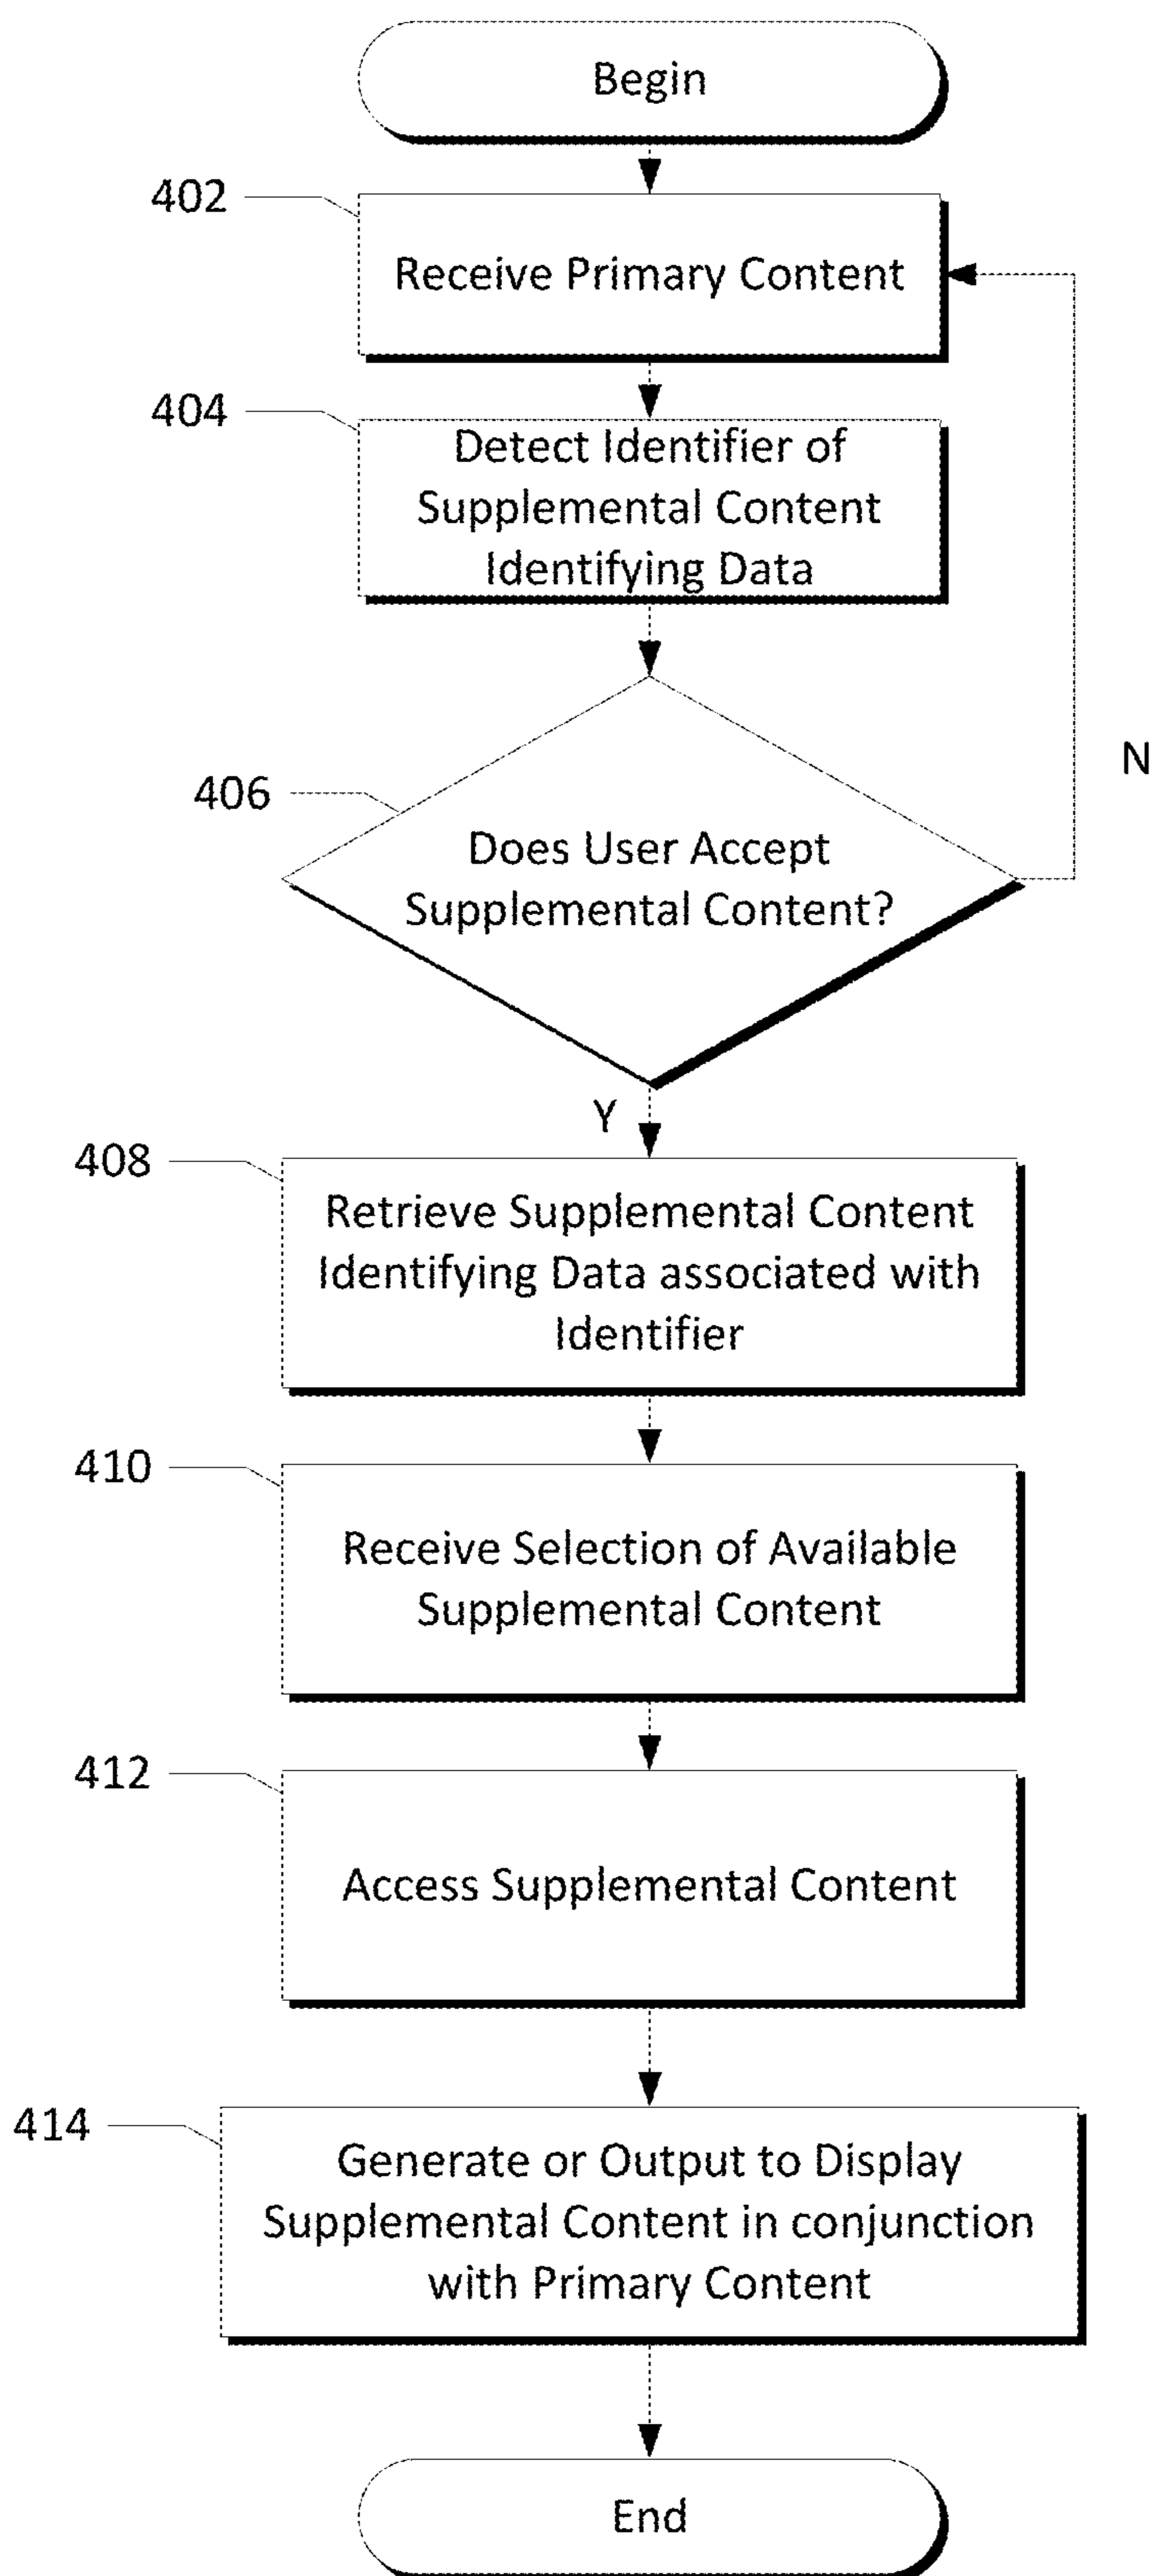 Begin
402
Receive Primary Content
404
Detect Identifier of
Supplemental Content
Identifying Data
N
406
Does User Accept
Supplemental Content?
Y
408
Retrieve Supplemental Content
Identifying Data associated with
Identifier
410
Receive Selection of Available
Supplemental Content
412
Access Supplemental Content
414
Generate or Output to Display
Supplemental Content in conjunction
with Primary Content
End